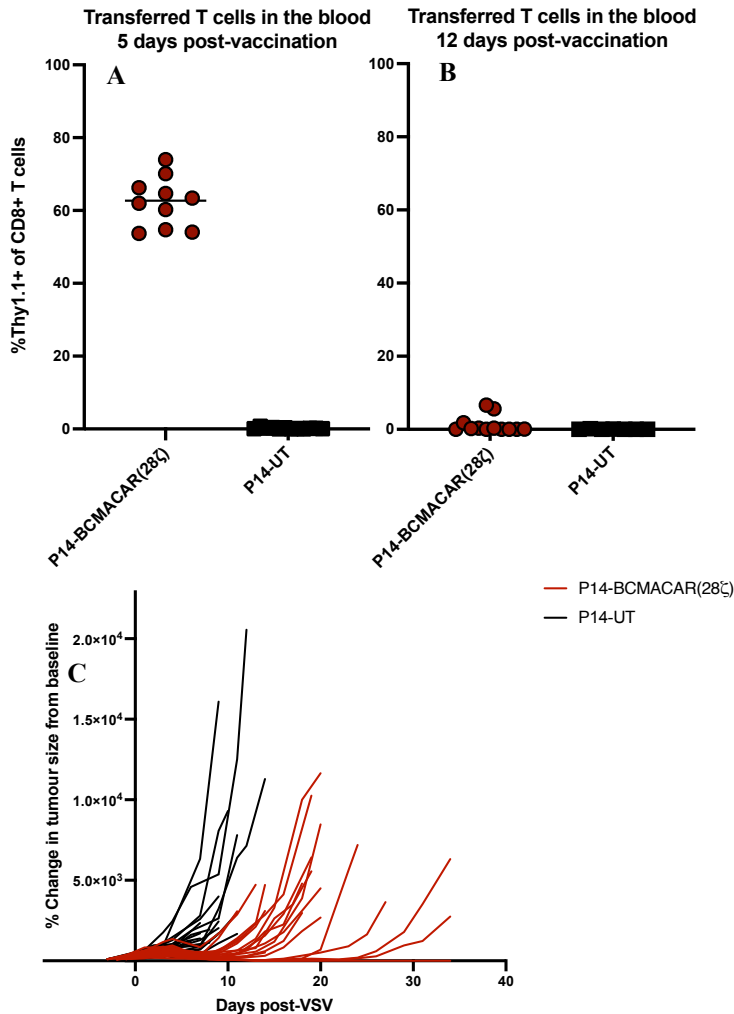 Transferred T cells in the blood
5 days post-vaccination
Transferred T cells in the blood
12 days post-vaccination
A
B
%Thy1.1+ of CD8+ T cells
100
80
60
40
20
0
100
80
60
40
20
0
P14-BCMACAR(28ζ)
P14-UT
P14-BCMACAR(28ζ)
P14-UT
P14-BCMACAR(28ζ)
P14-UT
C
% Change in tumour size from baseline
2.0×10⁴
1.5×10⁴
1.0×10⁴
5.0×10³
0
10
20
30
40
Days post-VSV